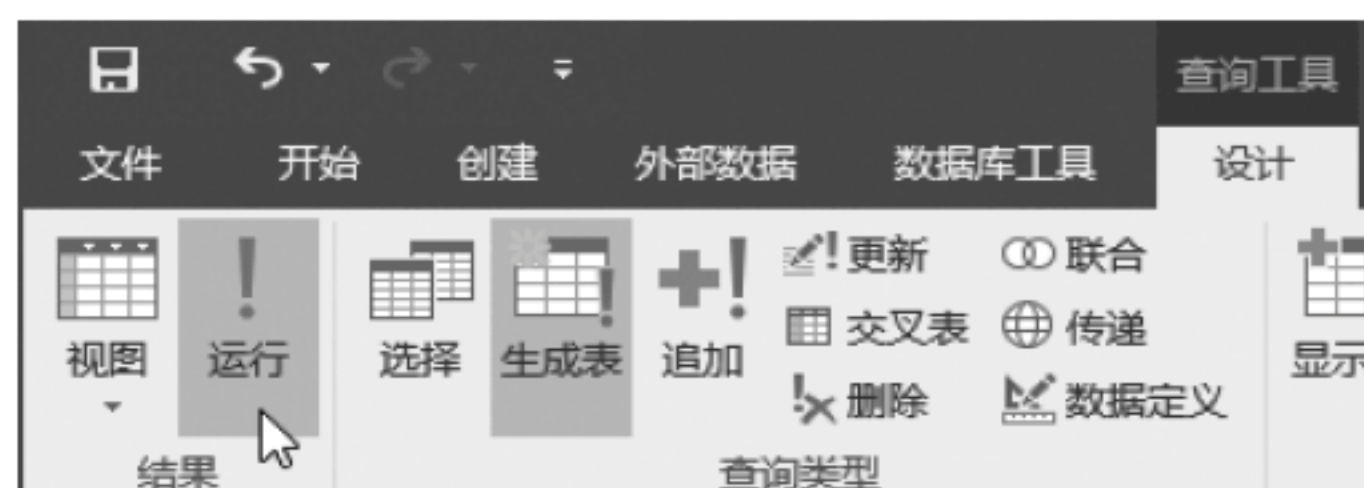 查询工具
文件 开始 创建 外部数据 数据库工具 设计
视图 运行 选择 生成表 追加 更新 联合
交叉表 传递
删除 数据定义
显示
结果 查询类型